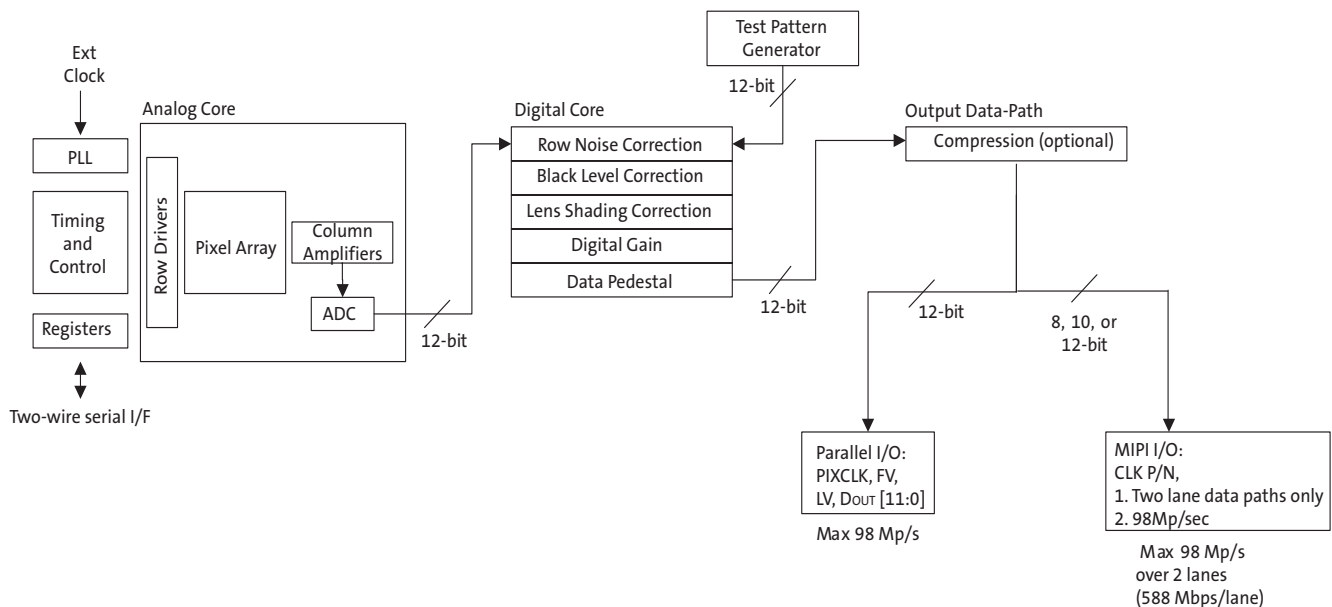 Ext
Clock
PLL
Timing
and
Control
Registers
Two-wire serial I/F
Analog Core
Row Drivers
Pixel Array
Column
Amplifiers
ADC
12-bit
Test Pattern
Generator
12-bit
Digital Core
Row Noise Correction
Black Level Correction
Lens Shading Correction
Digital Gain
Data Pedestal
12-bit
Output Data-Path
Compression (optional)
12-bit
8, 10, or
12-bit
Parallel I/O:
PIXCLK, FV,
LV, DOUT [11:0]
Max 98 Mp/s
MIPI I/O:
CLK P/N,
1. Two lane data paths only
2. 98Mp/sec
Max 98 Mp/s
over 2 lanes
(588 Mbps/lane)